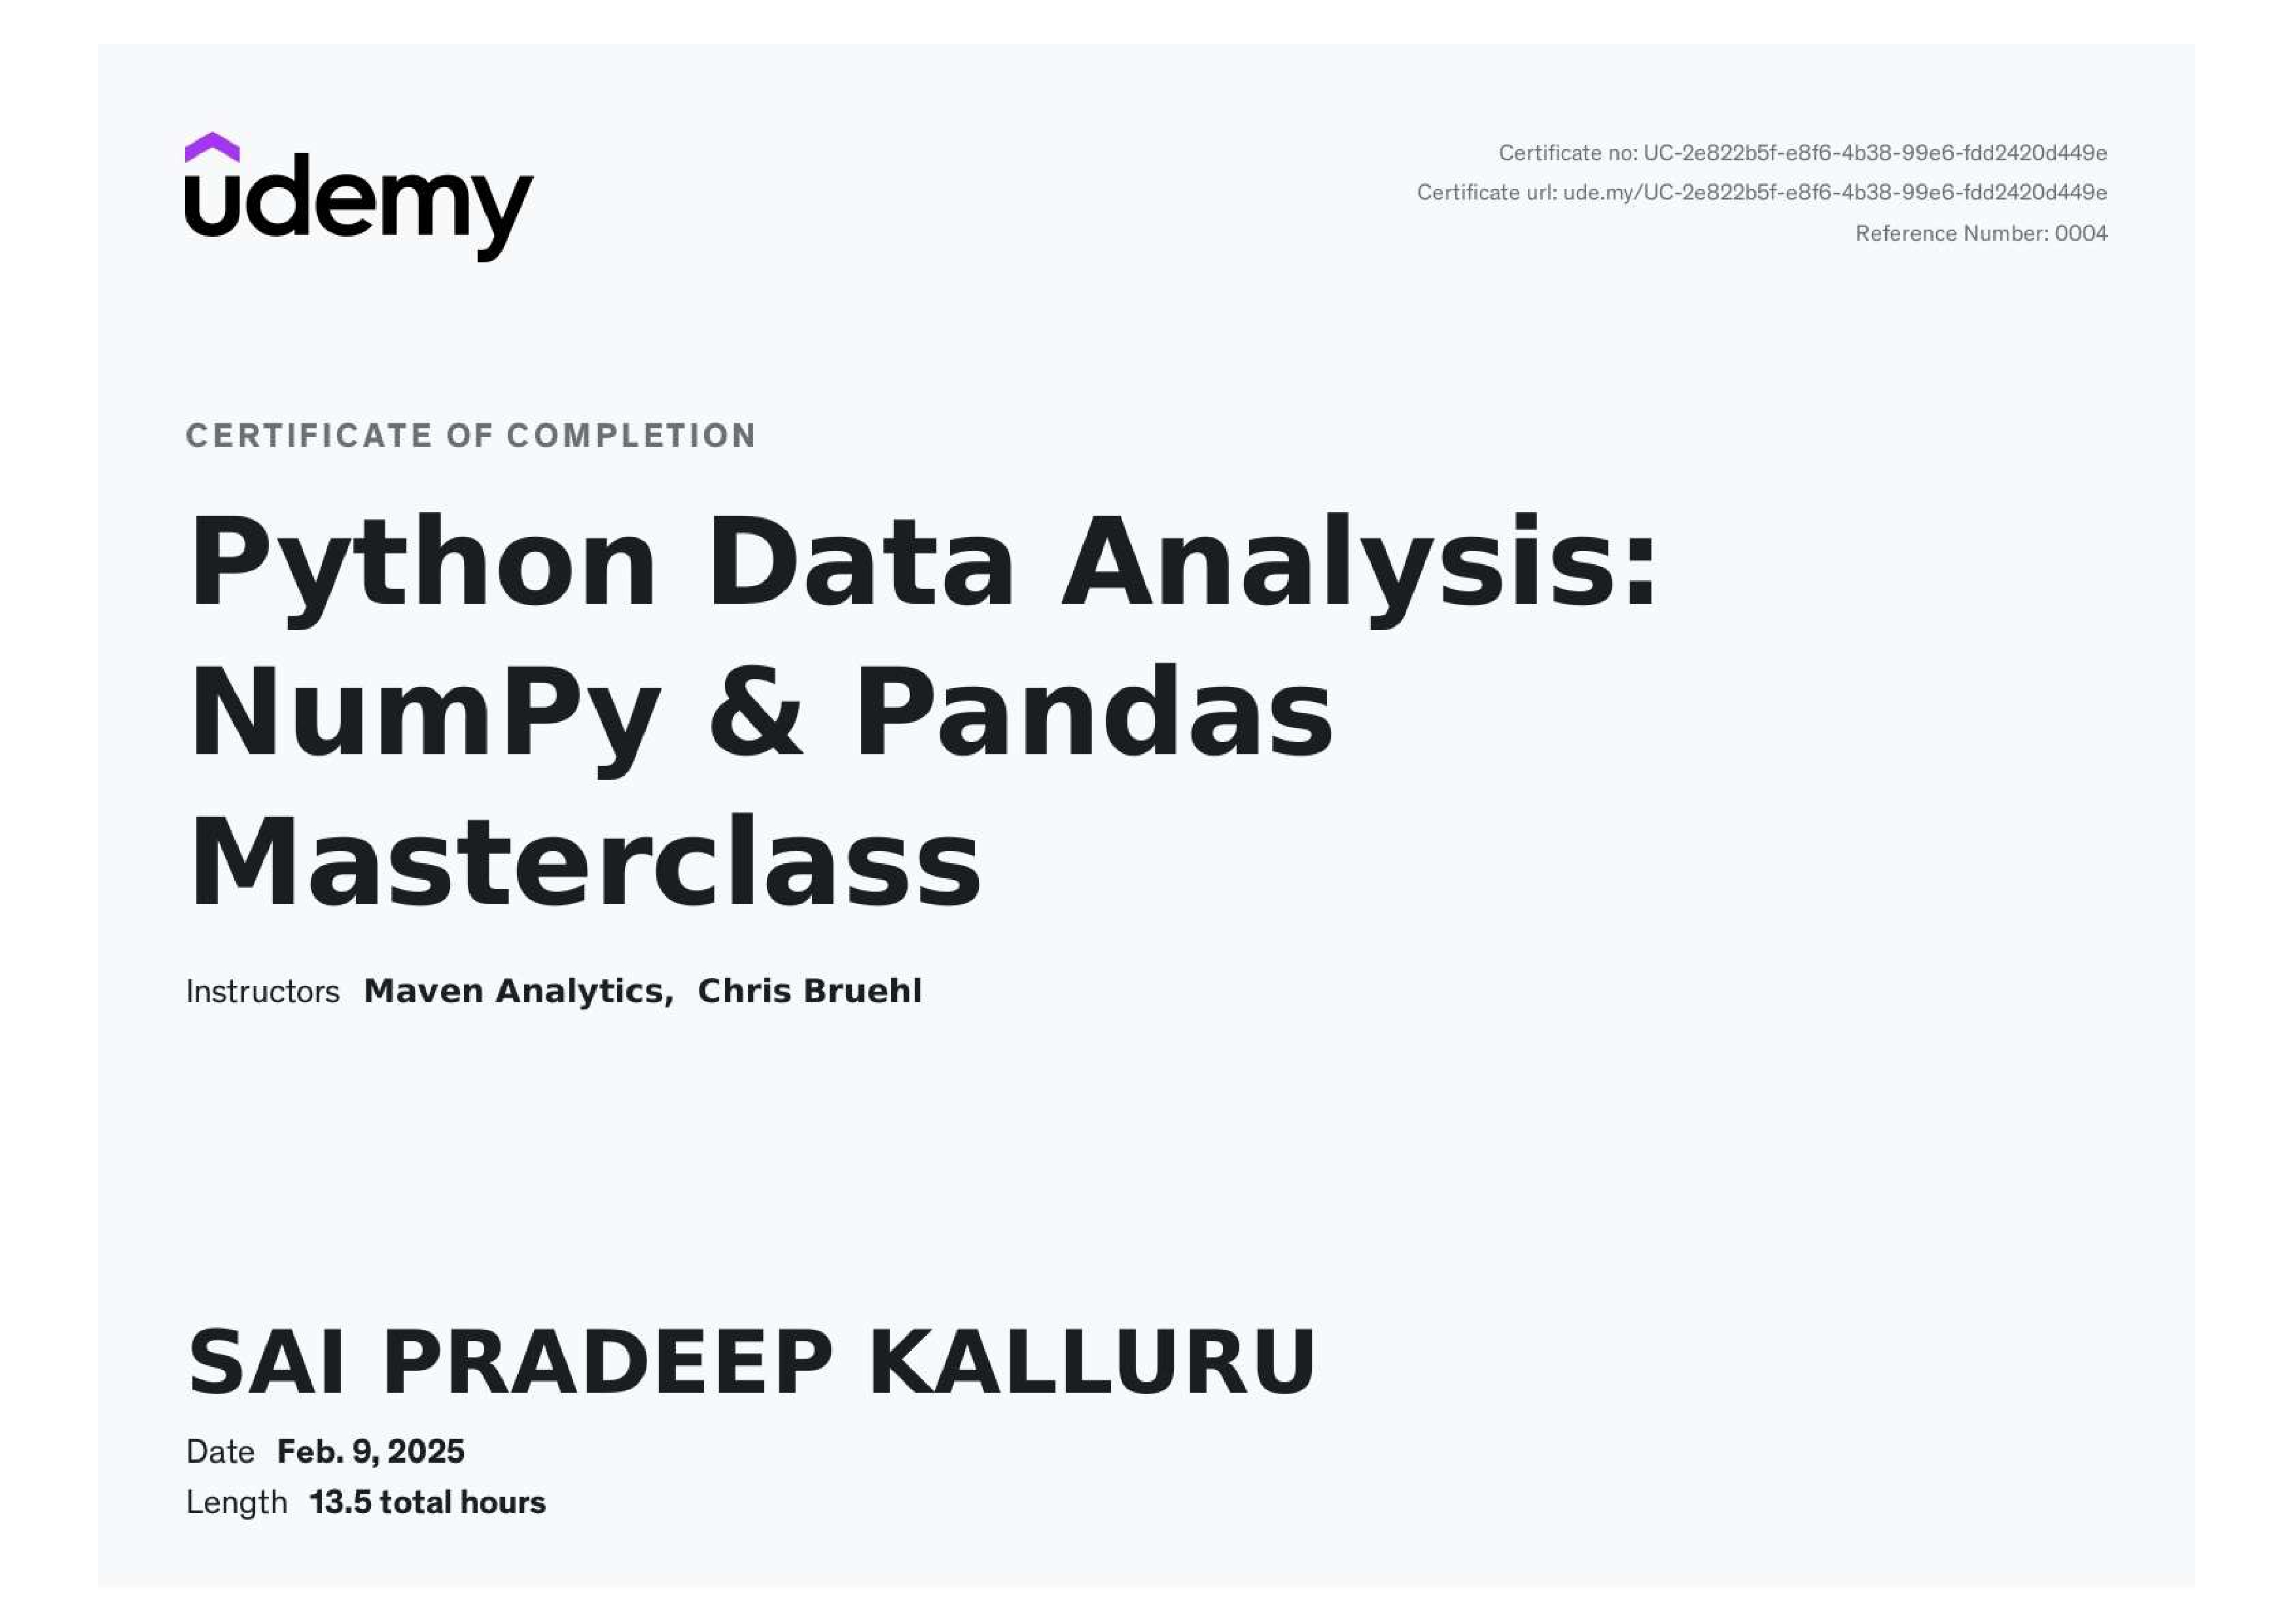 udemy
Certificate no: UC-2e822b5f-e8f6-4b38-99e6-fdd2420d449e
Certificate url: ude.my/UC-2e822b5f-e8f6-4b38-99e6-fdd2420d449e
Reference Number: 0004
CERTIFICATE OF COMPLETION
Python Data Analysis:
NumPy & Pandas
Masterclass
Instructors Maven Analytics, Chris Bruehl
SAI PRADEEP KALLURU
Date Feb. 9, 2025
Length 13.5 total hours